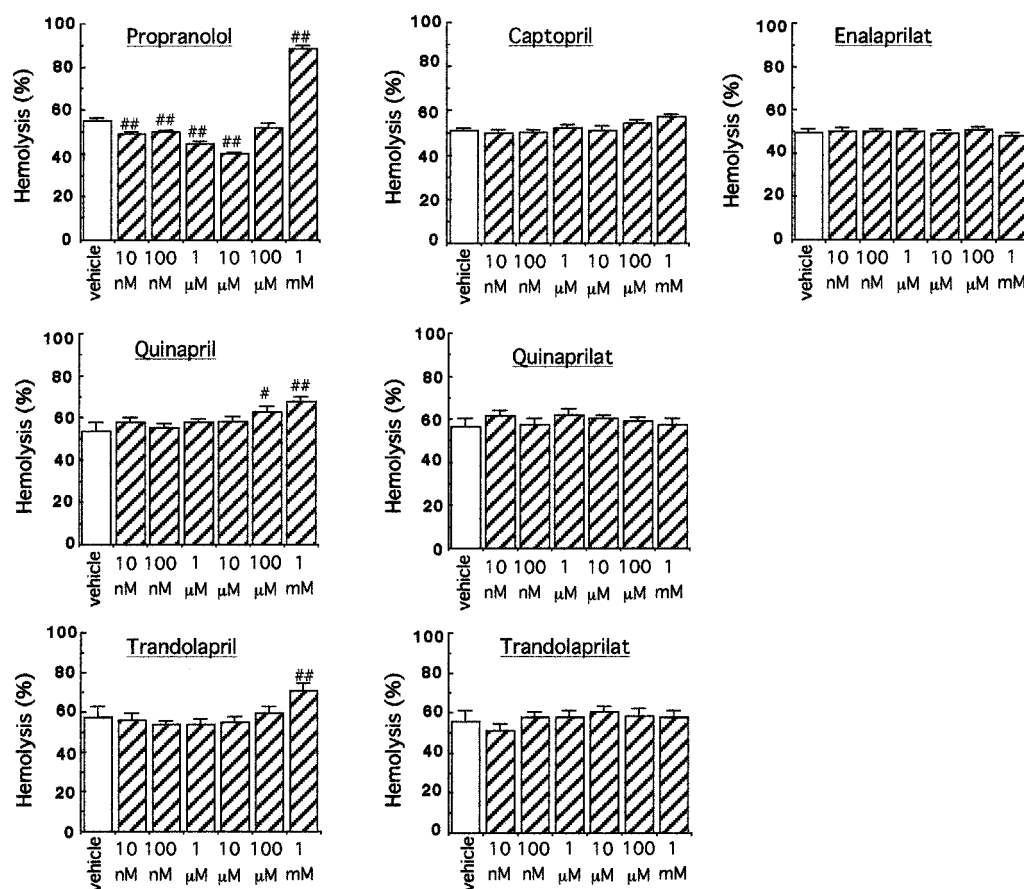 Propranolol
Hemolysis (%)
100
80
60
40
20
0
##
##
##
##
##
vehicle
10 100 1 10 100 1
nM nM μM μM μM mM
Captopril
Hemolysis (%)
100
80
60
40
20
0
vehicle
10 100 1 10 100 1
nM nM μM μM μM mM
Enalaprilat
Hemolysis (%)
100
80
60
40
20
0
vehicle
10 100 1 10 100 1
nM nM μM μM μM mM
Quinapril
Hemolysis (%)
100
80
60
40
20
0
#
##
vehicle
10 100 1 10 100 1
nM nM μM μM μM mM
Quinaprilat
Hemolysis (%)
100
80
60
40
20
0
vehicle
10 100 1 10 100 1
nM nM μM μM μM mM
Trandolapril
Hemolysis (%)
100
80
60
40
20
0
##
vehicle
10 100 1 10 100 1
nM nM μM μM μM mM
Trandolaprilat
Hemolysis (%)
100
80
60
40
20
0
vehicle
10 100 1 10 100 1
nM nM μM μM μM mM